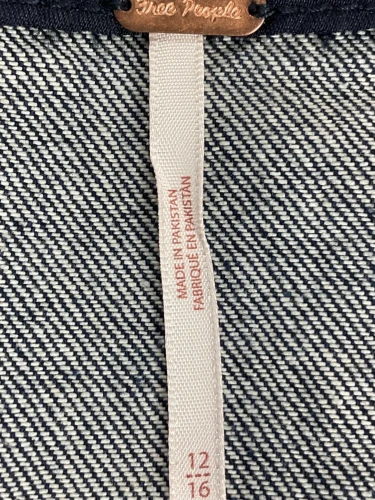 Free People
MADE IN PAKISTAN
FABRIQUÉ EN PAKISTAN
12
16